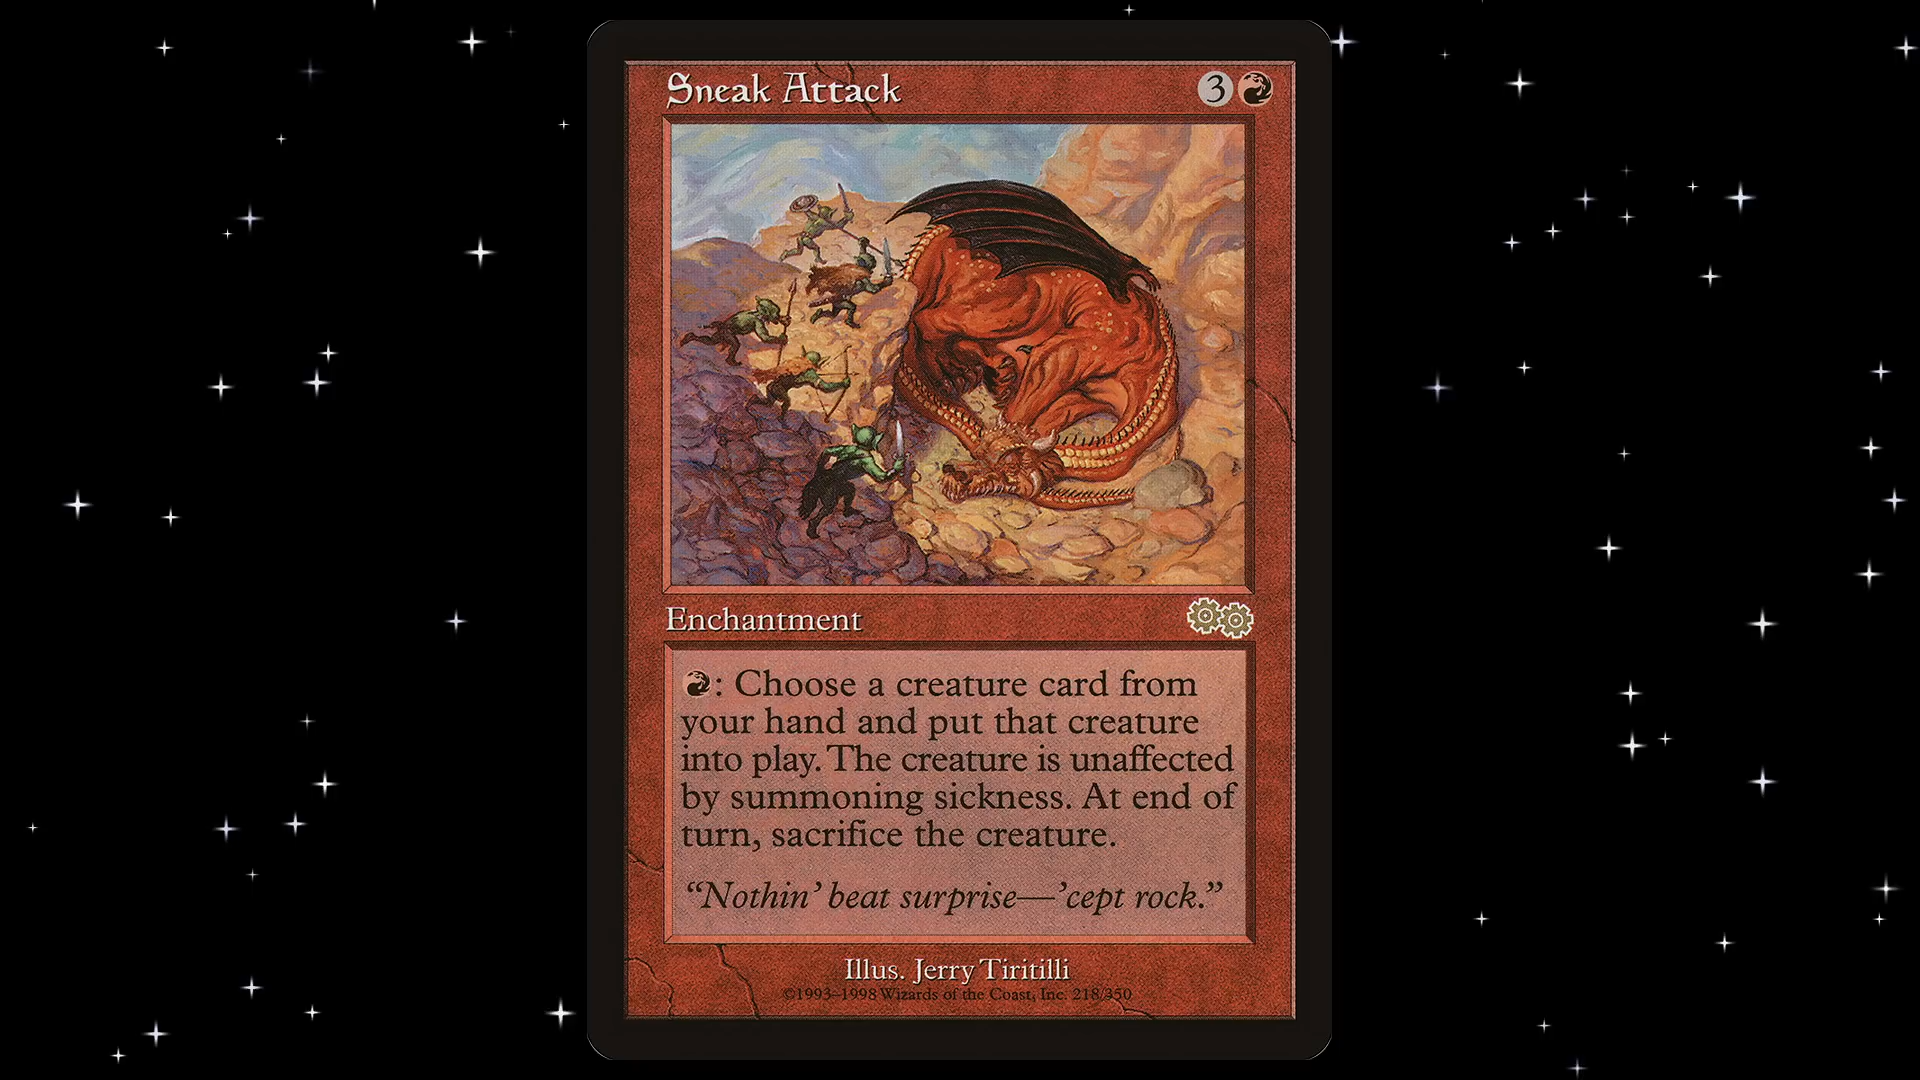 Sneak Attack 3
Enchantment
: Choose a creature card from
your hand and put that creature
into play. The creature is unaffected
by summoning sickness. At end of
turn, sacrifice the creature.
“Nothin’ beat surprise—’cept rock.”
Illus. Jerry Tiritilli
©1993–1998 Wizards of the Coast, Inc. 218/350